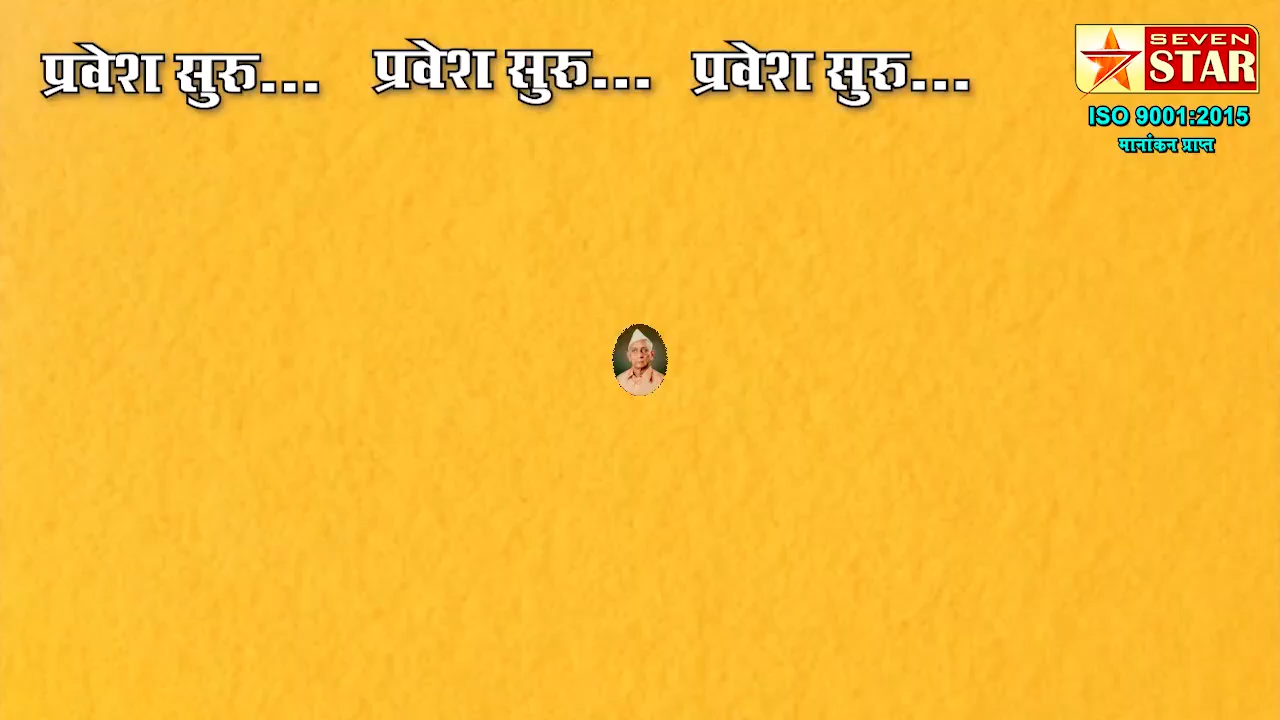 प्रवेश सुरु... प्रवेश सुरु... प्रवेश सुरु...
SEVEN
STAR
ISO 9001:2015
मानांकन प्राप्त